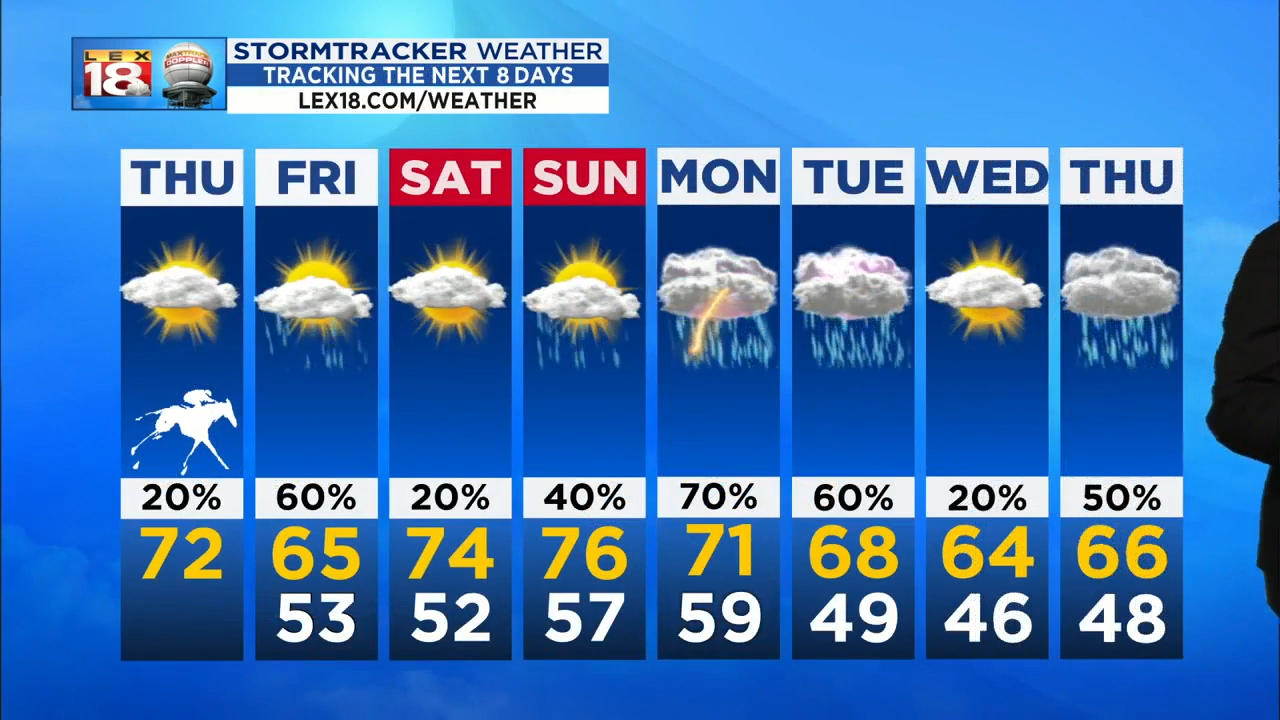 LEX
18
MAXTRACK
DOPPLER
STORMTRACKER WEATHER
TRACKING THE NEXT 8 DAYS
LEX18.COM/WEATHER
THU FRI SAT SUN MON TUE WED THU
20% 60% 20% 40% 70% 60% 20% 50%
72 65 74 76 71 68 64 66
53 52 57 59 49 46 48